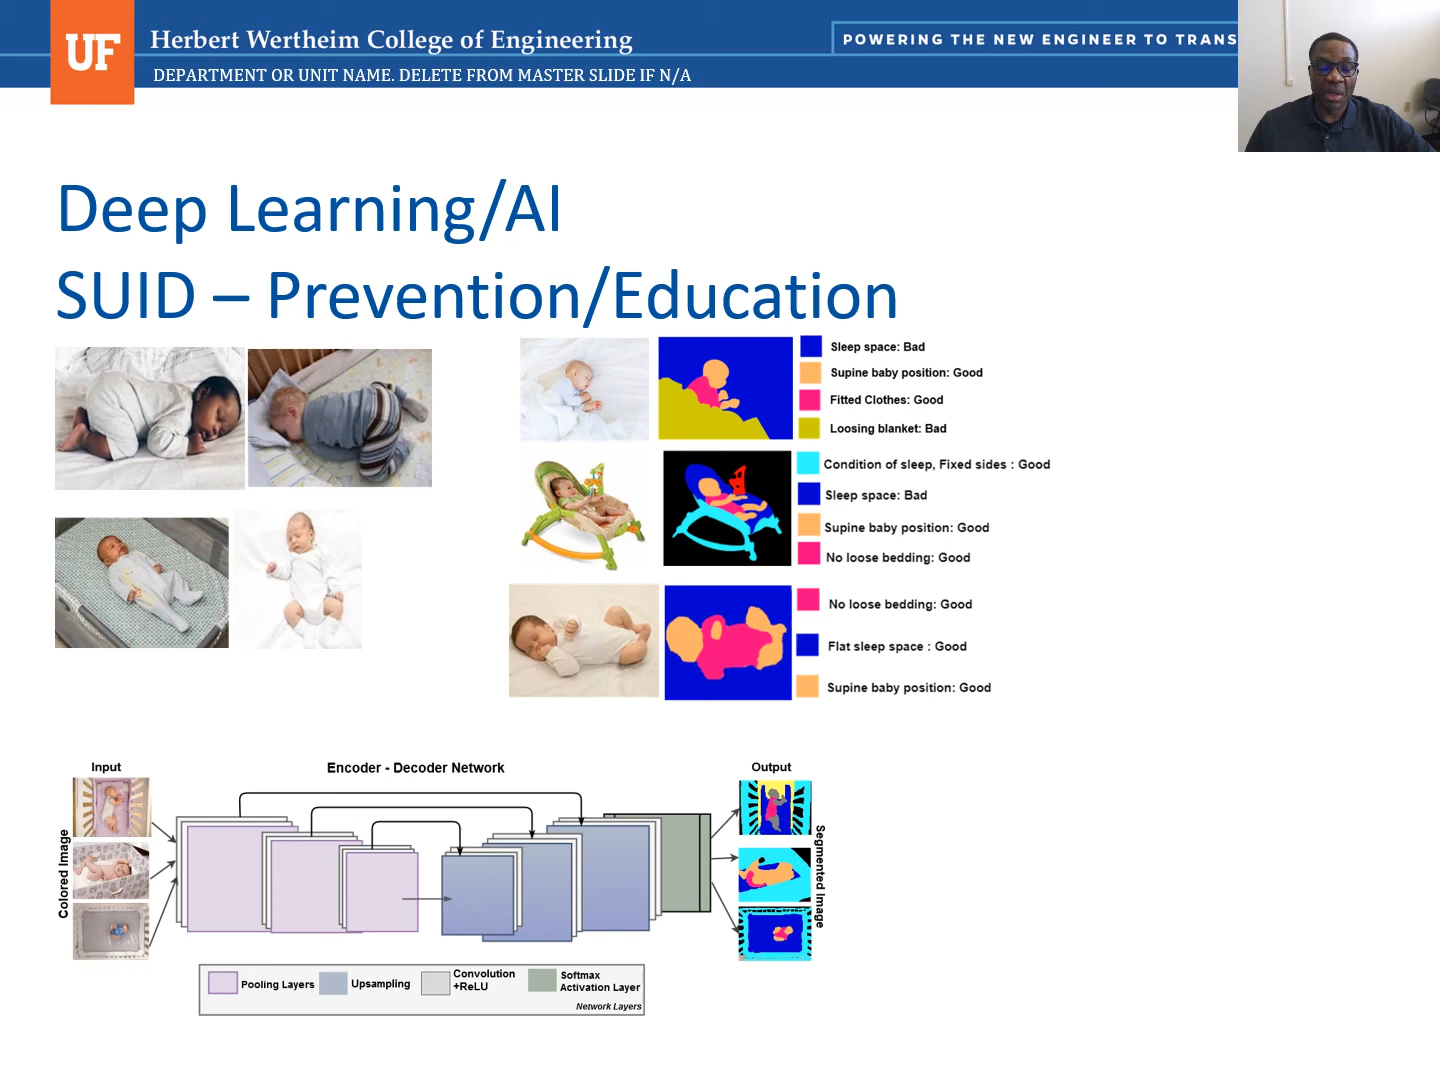 UF
Herbert Wertheim College of Engineering
POWERING THE NEW ENGINEER TO TRANS
DEPARTMENT OR UNIT NAME. DELETE FROM MASTER SLIDE IF N/A
Deep Learning/AI
SUID – Prevention/Education
Sleep space: Bad
Supine baby position: Good
Fitted Clothes: Good
Loosing blanket: Bad
Condition of sleep, Fixed sides : Good
Sleep space: Bad
Supine baby position: Good
No loose bedding: Good
No loose bedding: Good
Flat sleep space : Good
Supine baby position: Good
Input
Encoder - Decoder Network
Output
Colored Image
Segmented Image
Pooling Layers
Upsampling
Convolution
+ReLU
Softmax
Activation Layer
Network Layers